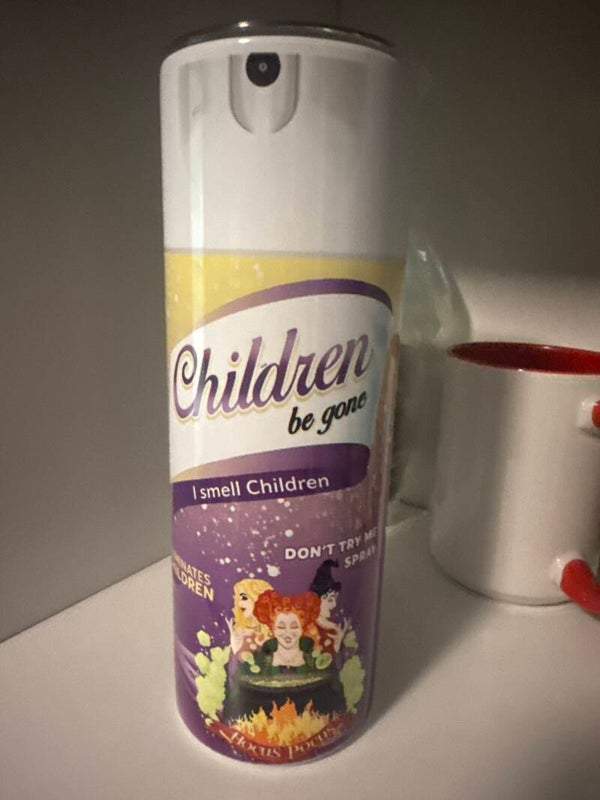 Children
be gone
I smell Children
DON'T TRY ME
SPRAY
HOCUS POCUS